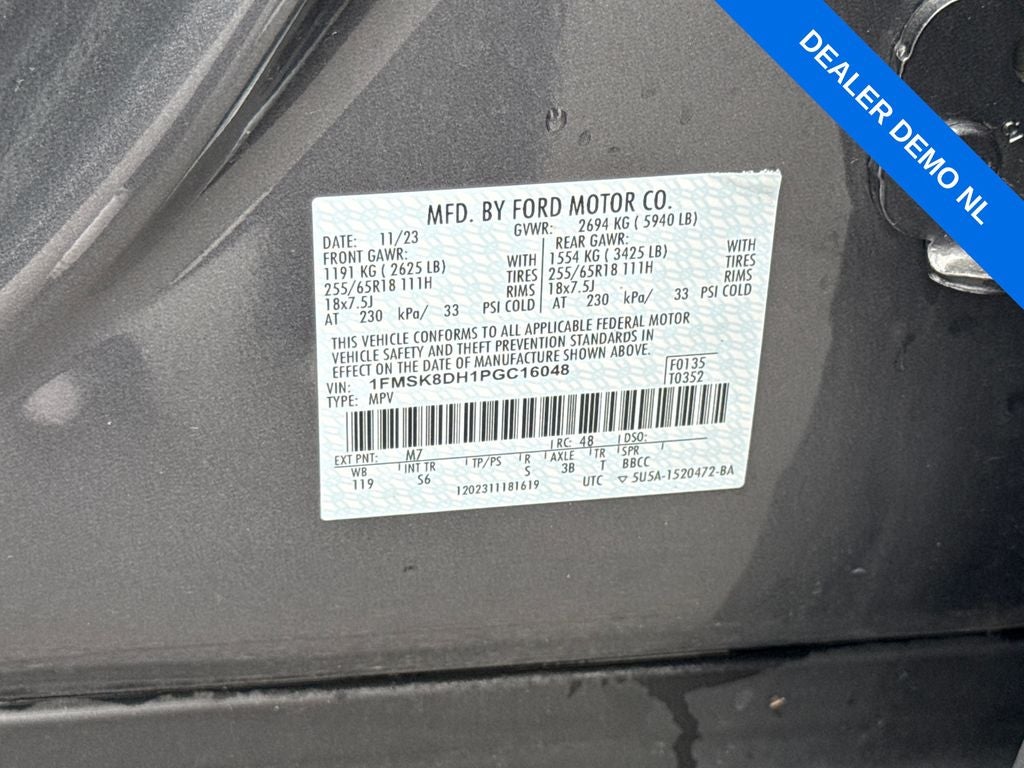 DEALER DEMO NL
MFD. BY FORD MOTOR CO.
DATE: 11/23 GVWR: 2694 KG ( 5940 LB)
FRONT GAWR: REAR GAWR:
1191 KG ( 2625 LB) WITH 1554 KG ( 3425 LB) WITH
255/65R18 111H TIRES 255/65R18 111H TIRES
18x7.5J RIMS 18x7.5J RIMS
AT 230 kPa/ 33 PSI COLD AT 230 kPa/ 33 PSI COLD
THIS VEHICLE CONFORMS TO ALL APPLICABLE FEDERAL MOTOR
VEHICLE SAFETY AND THEFT PREVENTION STANDARDS IN
EFFECT ON THE DATE OF MANUFACTURE SHOWN ABOVE.
VIN: 1FMSK8DH1PGC16048 F0135
TYPE: MPV T0352
EXT PNT: M7 RC: 48 DSO:
WB INT TR TP/PS R AXLE TR SPR
119 S6 S 3B T BBCC
1202311181619 UTC ▽ 5U5A-1520472-BA